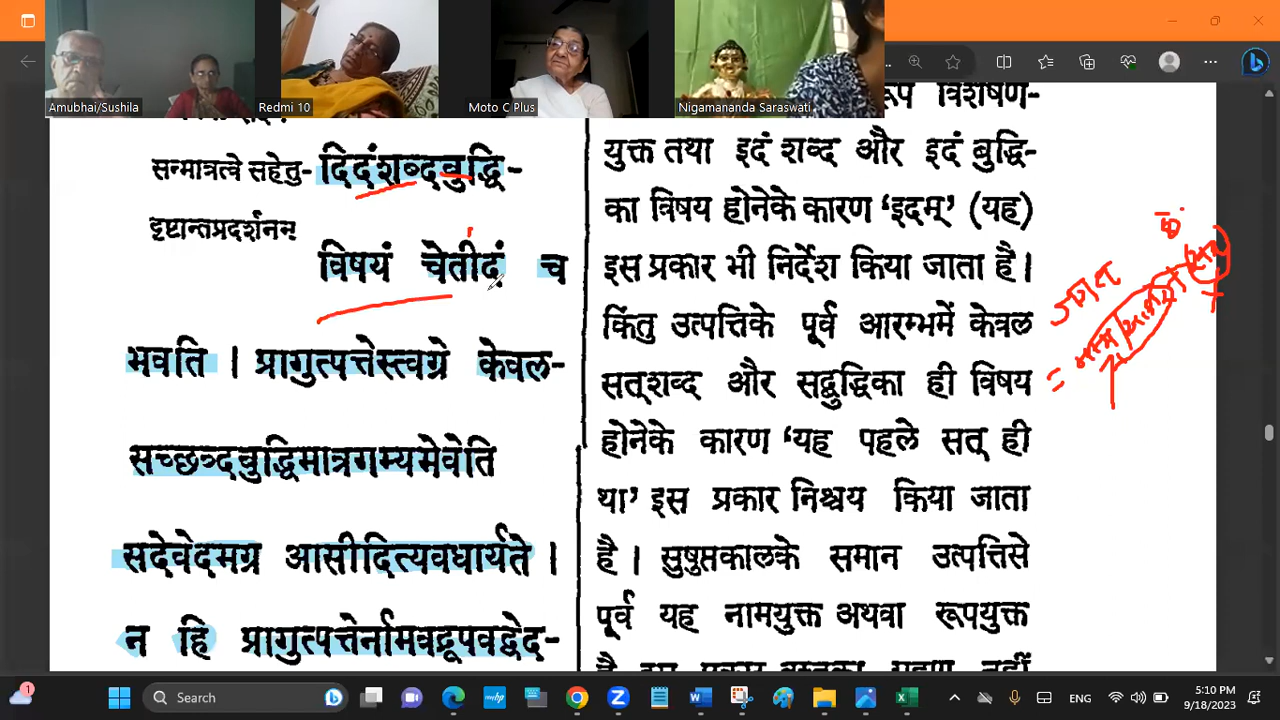 Amubhai/Sushila
Redmi 10
Moto C Plus
Nigamananda Saraswati
सन्मात्रत्वे सहेतु- दिदंशब्दबुद्धि-
दृष्टान्तप्रदर्शनम्
विषयं चेतीदं च
भवति । प्रागुत्पत्तेस्त्वग्रे केवल-
सच्छब्दबुद्धिमात्रगम्यमेवेति
सदेवेदमग्र आसीदित्यवधार्यते ।
न हि प्रागुत्पत्तेर्नामवद्रूपवद्वेद-
रूप विशेषण-
युक्त तथा इदं शब्द और इदं बुद्धि-
का विषय होनेके कारण 'इदम्' (यह)
इस प्रकार भी निर्देश किया जाता है।
किंतु उत्पत्तिके पूर्व आरम्भमें केवल
सत्‌शब्द और सद्बुद्धिका ही विषय
होनेके कारण 'यह पहले सत् ही
था' इस प्रकार निश्चय किया जाता
है । सुषुप्तकालके समान उत्पत्तिसे
पूर्व यह नामयुक्त अथवा रूपयुक्त
Search
ENG
5:10 PM
9/18/2023